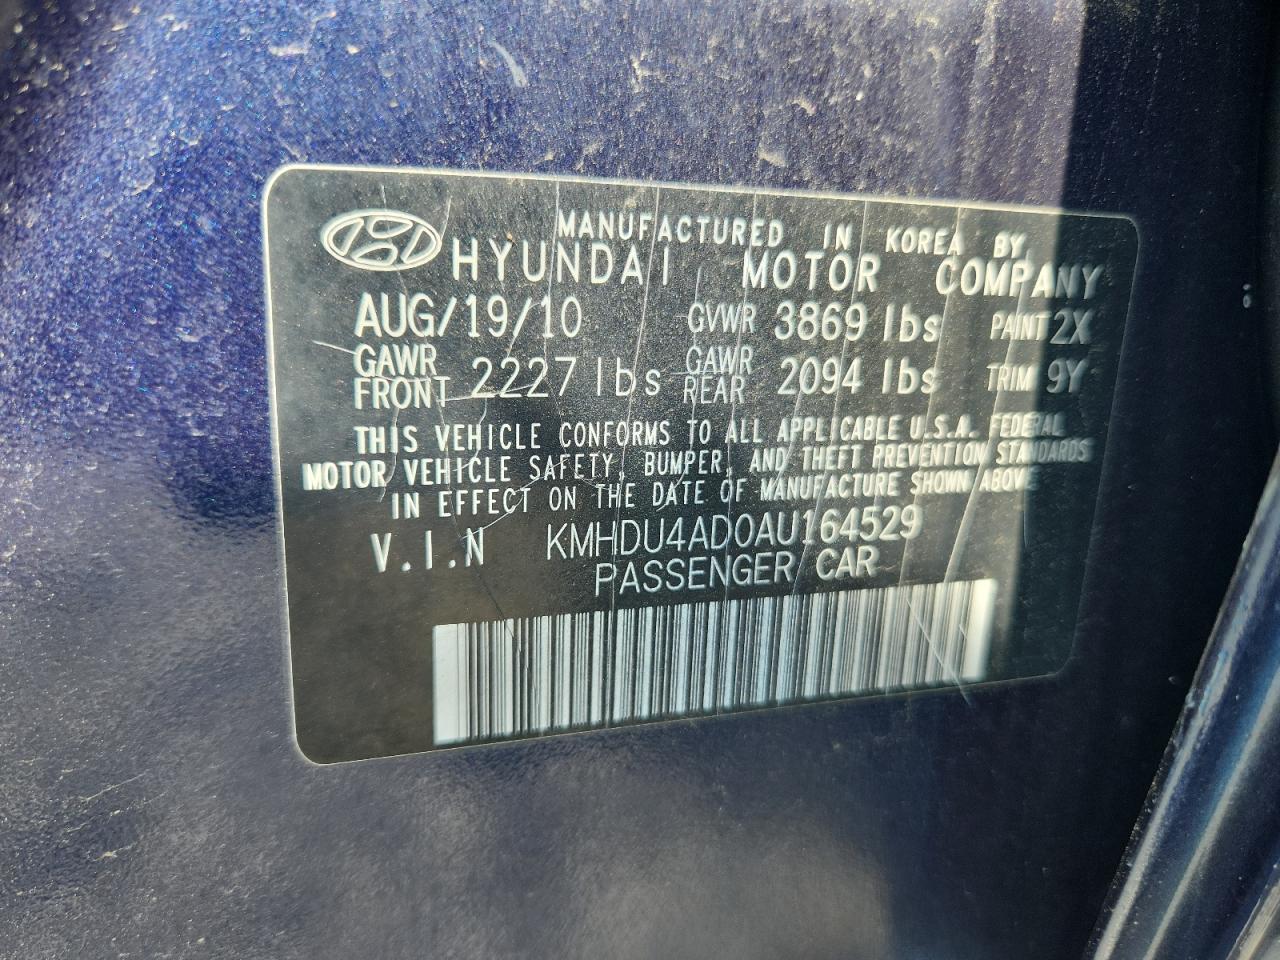 MANUFACTURED IN KOREA BY
HYUNDAI MOTOR COMPANY
AUG/19/10 GVWR 3869 lbs PAINT 2X
GAWR FRONT 2227 lbs GAWR REAR 2094 lbs TRIM 9Y
THIS VEHICLE CONFORMS TO ALL APPLICABLE U.S.A. FEDERAL
MOTOR VEHICLE SAFETY, BUMPER, AND THEFT PREVENTION STANDARDS
IN EFFECT ON THE DATE OF MANUFACTURE SHOWN ABOVE
V.I.N KMHDU4AD0AU164529
PASSENGER CAR